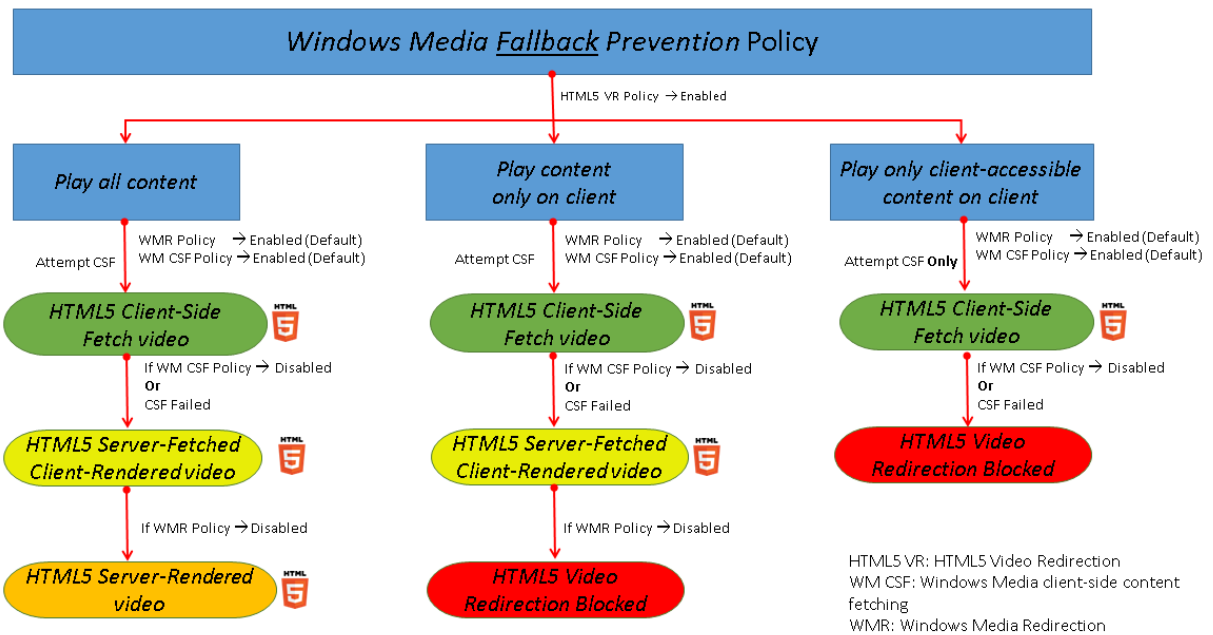 Windows Media Fallback Prevention Policy
HTML5 VR Policy → Enabled
Play all content
Play content
only on client
Play only client-accessible
content on client
WMR Policy → Enabled (Default)
WM CSF Policy → Enabled (Default)
Attempt CSF
WMR Policy → Enabled (Default)
WM CSF Policy → Enabled (Default)
Attempt CSF
WMR Policy → Enabled (Default)
WM CSF Policy → Enabled (Default)
Attempt CSF Only
HTML5 Client-Side
Fetch video
HTML
5
HTML5 Client-Side
Fetch video
HTML
5
HTML5 Client-Side
Fetch video
HTML
5
If WM CSF Policy → Disabled
Or
CSF Failed
If WM CSF Policy → Disabled
Or
CSF Failed
If WM CSF Policy → Disabled
Or
CSF Failed
HTML5 Server-Fetched
Client-Rendered video
HTML
5
HTML5 Server-Fetched
Client-Rendered video
HTML
5
HTML5 Video
Redirection Blocked
If WMR Policy → Disabled
If WMR Policy → Disabled
HTML5 Server-Rendered
video
HTML
5
HTML5 Video
Redirection Blocked
HTML5 VR: HTML5 Video Redirection
WM CSF: Windows Media client-side content
fetching
WMR: Windows Media Redirection